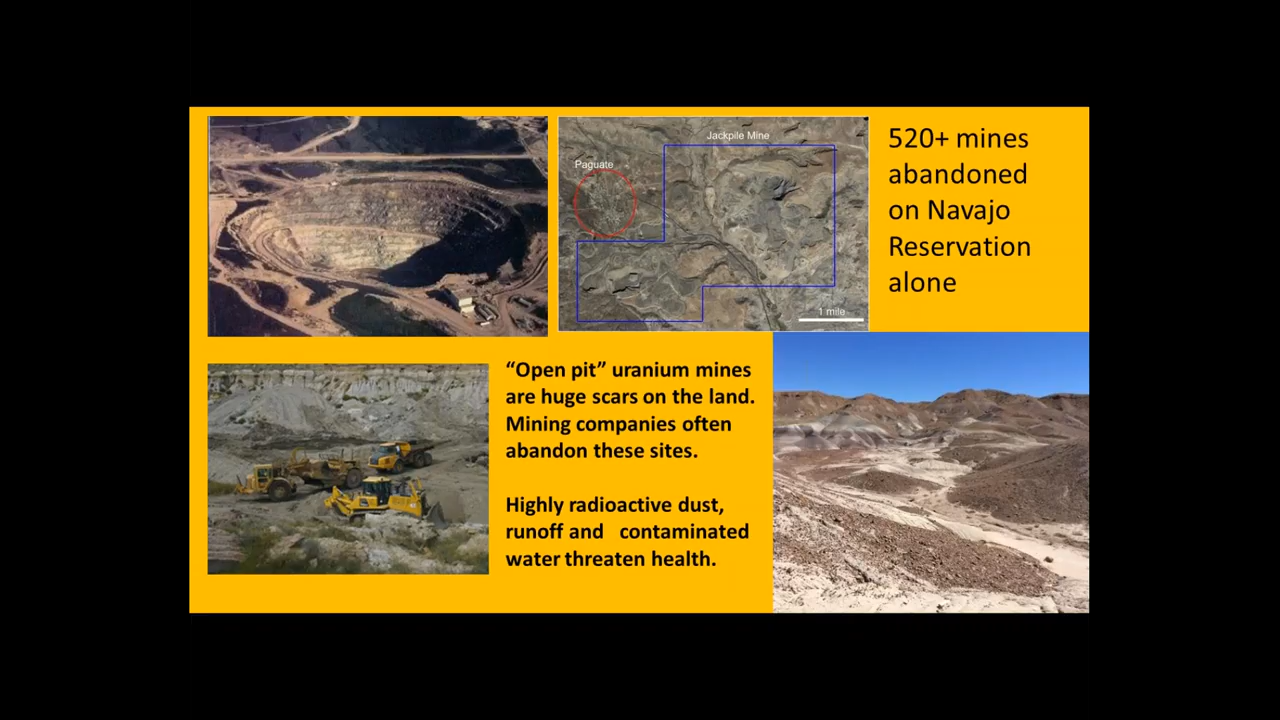 Jackpile Mine
Paguate
1 mile
520+ mines
abandoned
on Navajo
Reservation
alone
“Open pit” uranium mines
are huge scars on the land.
Mining companies often
abandon these sites.
Highly radioactive dust,
runoff and   contaminated
water threaten health.